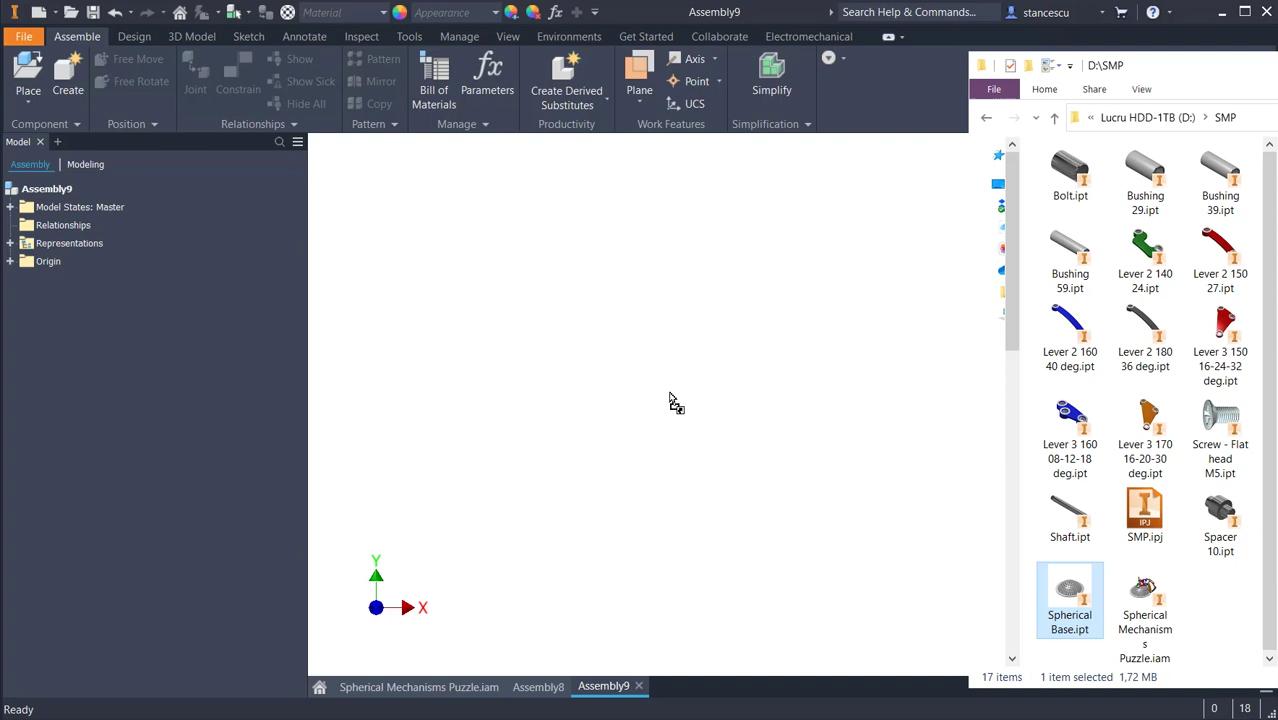 Material
Appearance
Assembly9
Search Help & Commands...
stancescu
File
Assemble
Design
3D Model
Sketch
Annotate
Inspect
Tools
Manage
View
Environments
Get Started
Collaborate
Electromechanical
Place
Create
Free Move
Free Rotate
Joint
Constrain
Show
Show Sick
Hide All
Pattern
Mirror
Copy
Bill of
Materials
Parameters
Create Derived
Substitutes
Plane
Axis
Point
UCS
Simplify
Component
Position
Relationships
Pattern
Manage
Productivity
Work Features
Simplification
D:\SMP
File
Home
Share
View
« Lucru HDD-1TB (D:) > SMP
Model
Assembly
Modeling
Assembly9
Model States: Master
Relationships
Representations
Origin
Bolt.ipt
Bushing
29.ipt
Bushing
39.ipt
Bushing
59.ipt
Lever 2 140
24.ipt
Lever 2 150
27.ipt
Lever 2 160
40 deg.ipt
Lever 2 180
36 deg.ipt
Lever 3 150
16-24-32
deg.ipt
Lever 3 160
08-12-18
deg.ipt
Lever 3 170
16-20-30
deg.ipt
Screw - Flat
head
M5.ipt
Shaft.ipt
IPJ
SMP.ipj
Spacer
10.ipt
Spherical
Base.ipt
Spherical
Mechanism
s
Puzzle.iam
17 items
1 item selected 1,72 MB
Y
X
Spherical Mechanisms Puzzle.iam
Assembly8
Assembly9
Ready
0
18